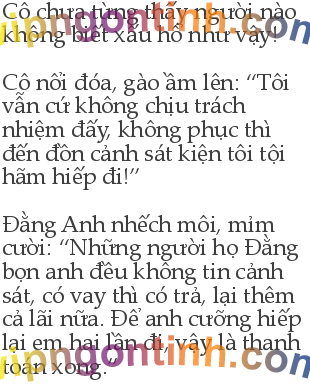 Cô chưa từng thấy người nào
không biết xấu hổ như vậy!
Cô nổi đóa, gào ầm lên: “Tôi
vẫn cứ không chịu trách
nhiệm đấy, không phục thì
đến đồn cảnh sát kiện tôi tội
hãm hiếp đi!”
Đằng Anh nhếch môi, mỉm
cười: “Những người họ Đằng
bọn anh đều không tin cảnh
sát, có vay thì có trả, lại thêm
cả lãi nữa. Để anh cưỡng hiếp
lại em hai lần đi, vậy là thanh
toán xong.
vipngontinh.com
vipngontinh.com